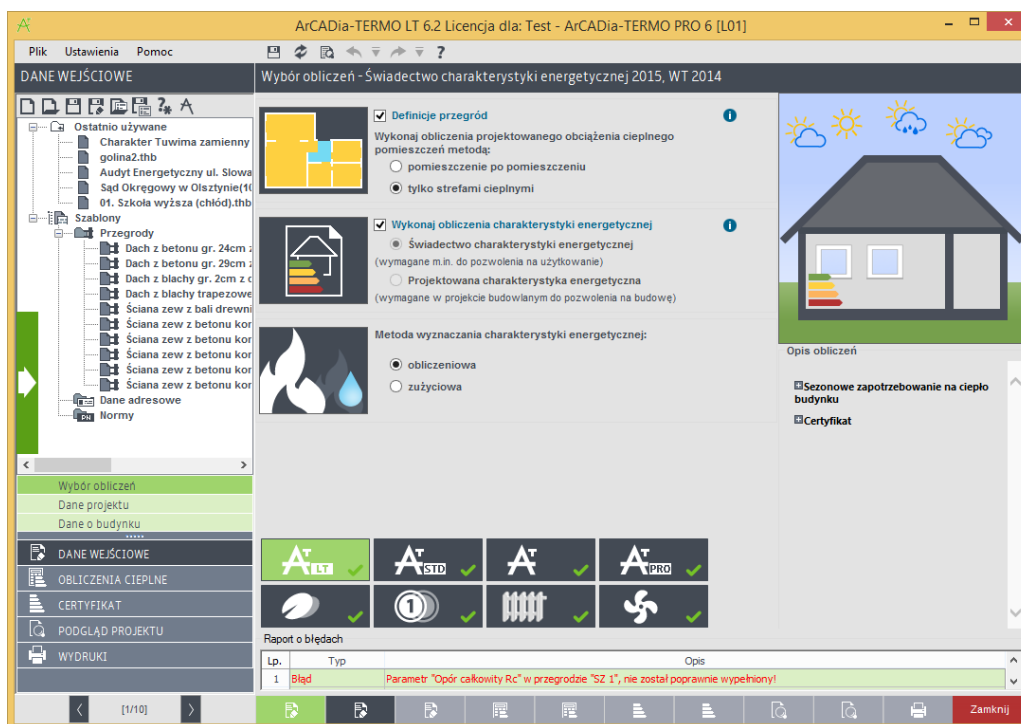 ArCADia-TERMO LT 6.2 Licencja dla: Test - ArCADia-TERMO PRO 6 [L01]
Plik Ustawienia Pomoc
DANE WEJŚCIOWE
Wybór obliczeń - Świadectwo charakterystyki energetycznej 2015, WT 2014
Ostatnio używane
Charakter Tuwima zamienny
golina2.thb
Audyt Energetyczny ul. Slowa
Sąd Okręgowy w Olsztynie(10
01. Szkoła wyższa (chłód).thb
Szablony
Przegrody
Dach z betonu gr. 24cm z
Dach z betonu gr. 29cm z
Dach z blachy gr. 2cm z c
Dach z blachy trapezowe
Ściana zew z bali drewni
Ściana zew z betonu kor
Ściana zew z betonu kor
Ściana zew z betonu kor
Ściana zew z betonu kor
Ściana zew z betonu kor
Dane adresowe
Normy
Wybór obliczeń
Dane projektu
Dane o budynku
DANE WEJŚCIOWE
OBLICZENIA CIEPLNE
CERTYFIKAT
PODGLĄD PROJEKTU
WYDRUKI
[1/10]
Definicje przegród
Wykonaj obliczenia projektowanego obciążenia cieplnego
pomieszczeń metodą:
pomieszczenie po pomieszczeniu
tylko strefami cieplnymi
Wykonaj obliczenia charakterystyki energetycznej
Świadectwo charakterystyki energetycznej
(wymagane m.in. do pozwolenia na użytkowanie)
Projektowana charakterystyka energetyczna
(wymagane w projekcie budowlanym do pozwolenia na budowę)
Metoda wyznaczania charakterystyki energetycznej:
obliczeniowa
zużyciowa
Opis obliczeń
Sezonowe zapotrzebowanie na ciepło
budynku
Certyfikat
AT LT AT STD AT AT PRO
1
Raport o błędach
Lp. Typ Opis
1 Błąd Parametr "Opór całkowity Rc" w przegrodzie "SZ 1", nie został poprawnie wypełniony!
Zamknij